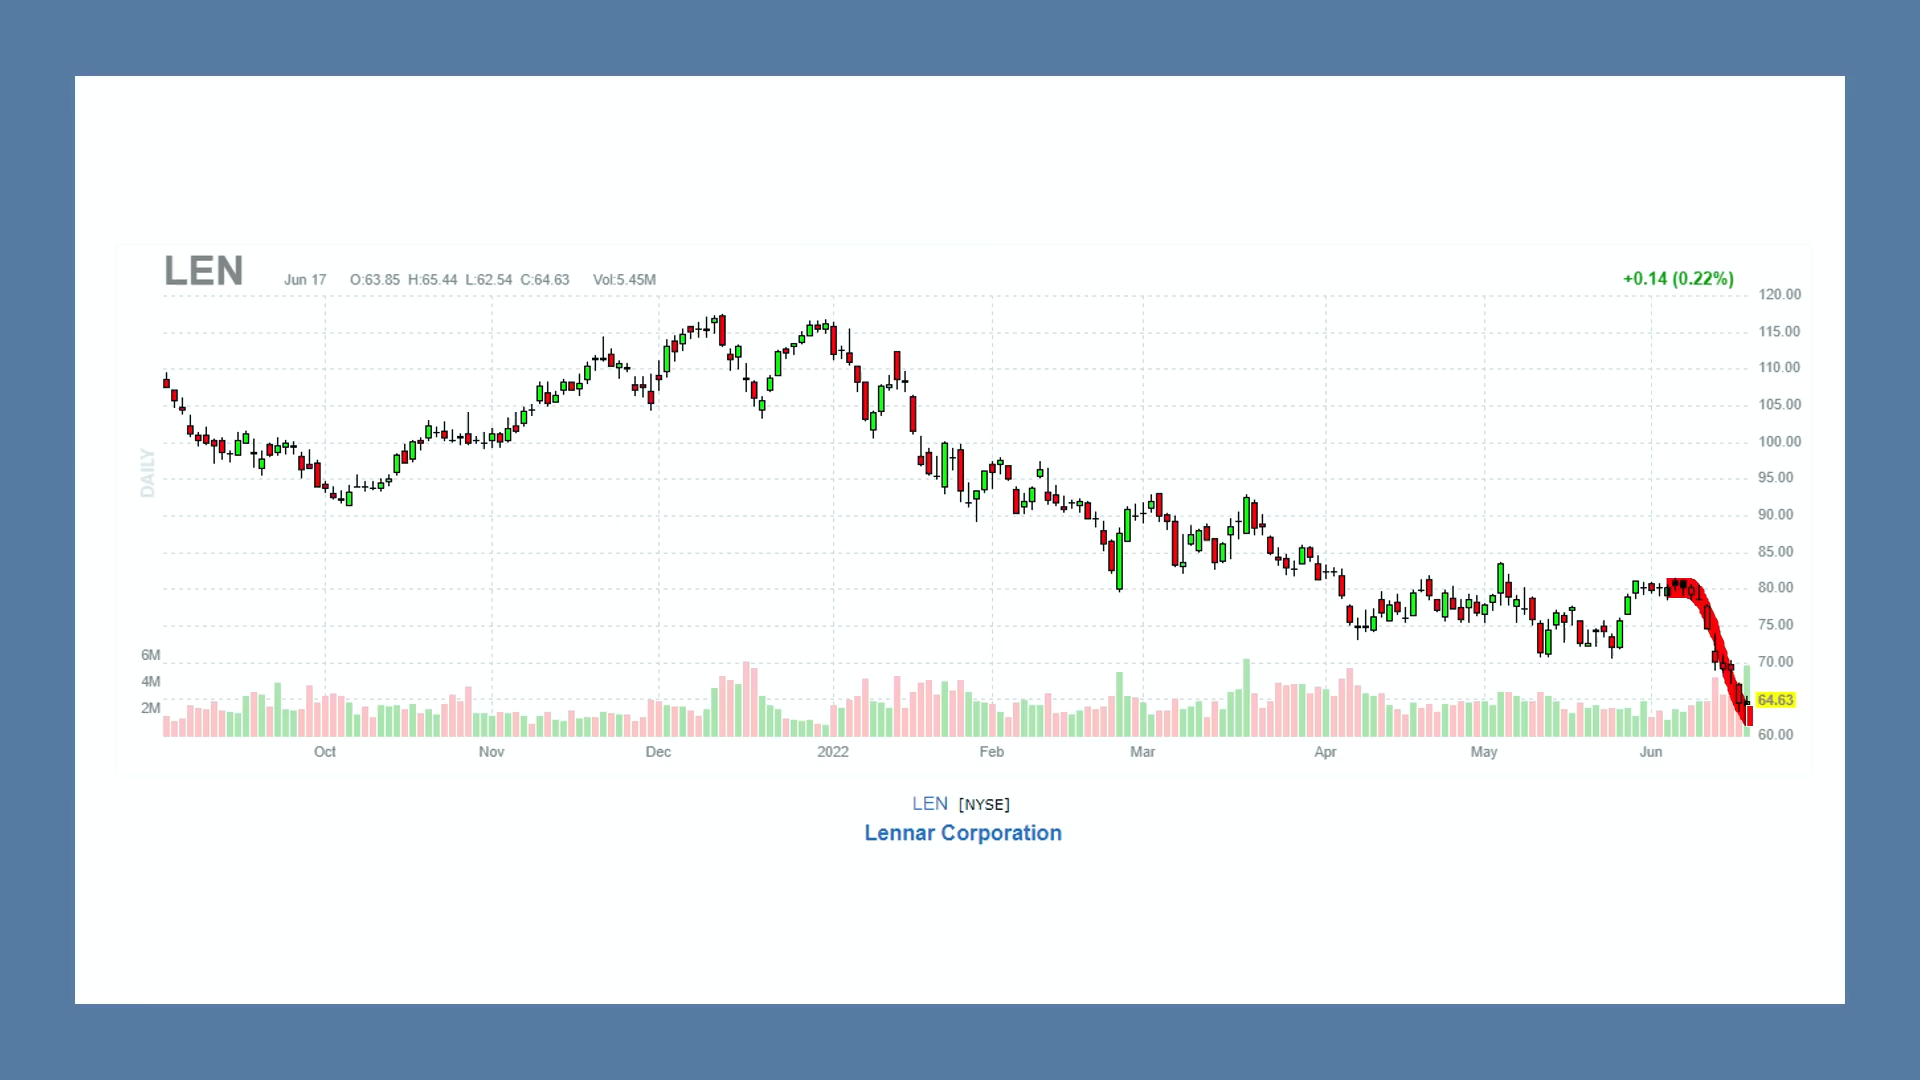 LEN Jun 17 O:63.85 H:65.44 L:62.54 C:64.63 Vol:5.45M +0.14 (0.22%)
120.00
115.00
110.00
105.00
100.00
DAILY
95.00
90.00
85.00
80.00
75.00
6M 70.00
4M
2M 64.63
60.00
Oct Nov Dec 2022 Feb Mar Apr May Jun
LEN [NYSE]
Lennar Corporation